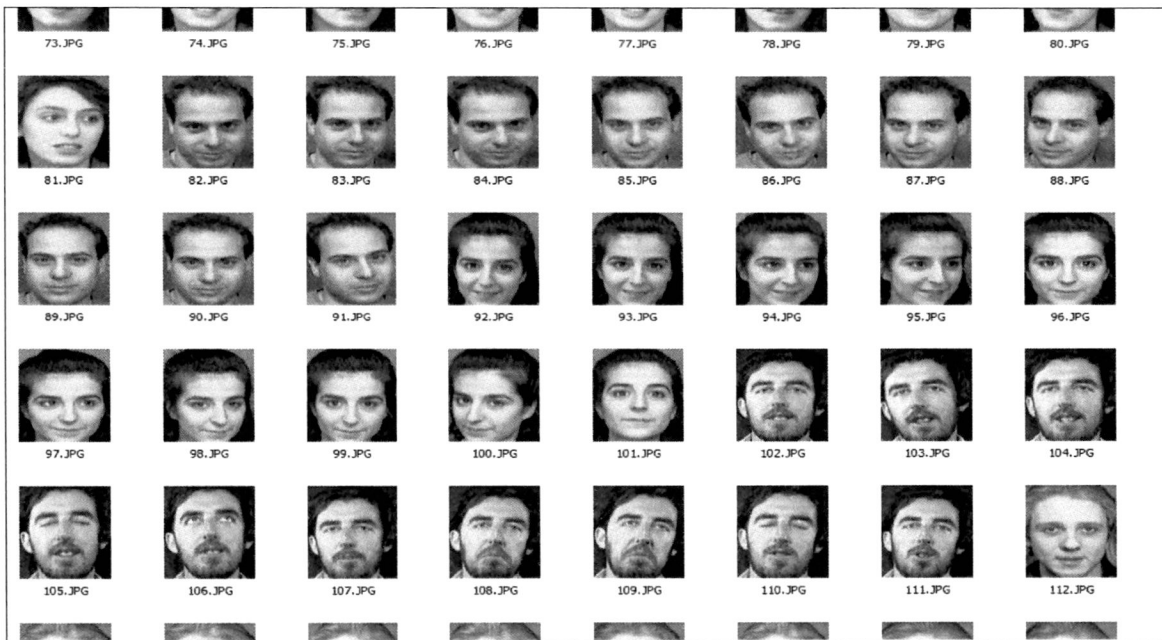 73.JPG 74.JPG 75.JPG 76.JPG 77.JPG 78.JPG 79.JPG 80.JPG
81.JPG 82.JPG 83.JPG 84.JPG 85.JPG 86.JPG 87.JPG 88.JPG
89.JPG 90.JPG 91.JPG 92.JPG 93.JPG 94.JPG 95.JPG 96.JPG
97.JPG 98.JPG 99.JPG 100.JPG 101.JPG 102.JPG 103.JPG 104.JPG
105.JPG 106.JPG 107.JPG 108.JPG 109.JPG 110.JPG 111.JPG 112.JPG